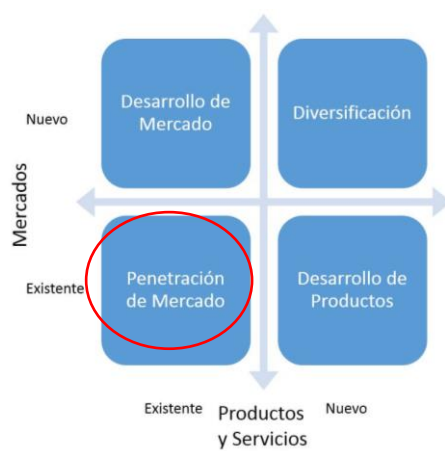 Desarrollo de
Mercado
Diversificación
Nuevo
Mercados
Existente
Penetración
de Mercado
Desarrollo de
Productos
Existente
Productos
y Servicios
Nuevo